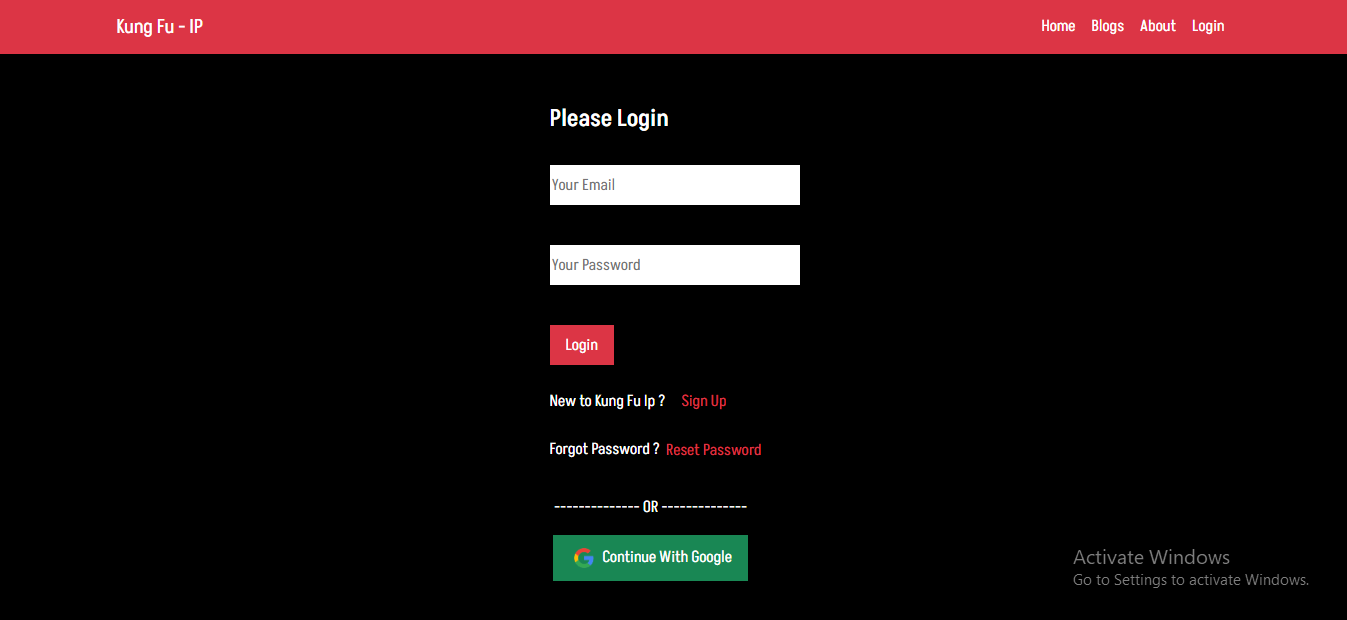 Kung Fu - IP Home Blogs About Login
Please Login
Your Email
Your Password
Login
New to Kung Fu Ip ? Sign Up
Forgot Password ? Reset Password
-------------- OR --------------
Continue With Google
Activate Windows
Go to Settings to activate Windows.